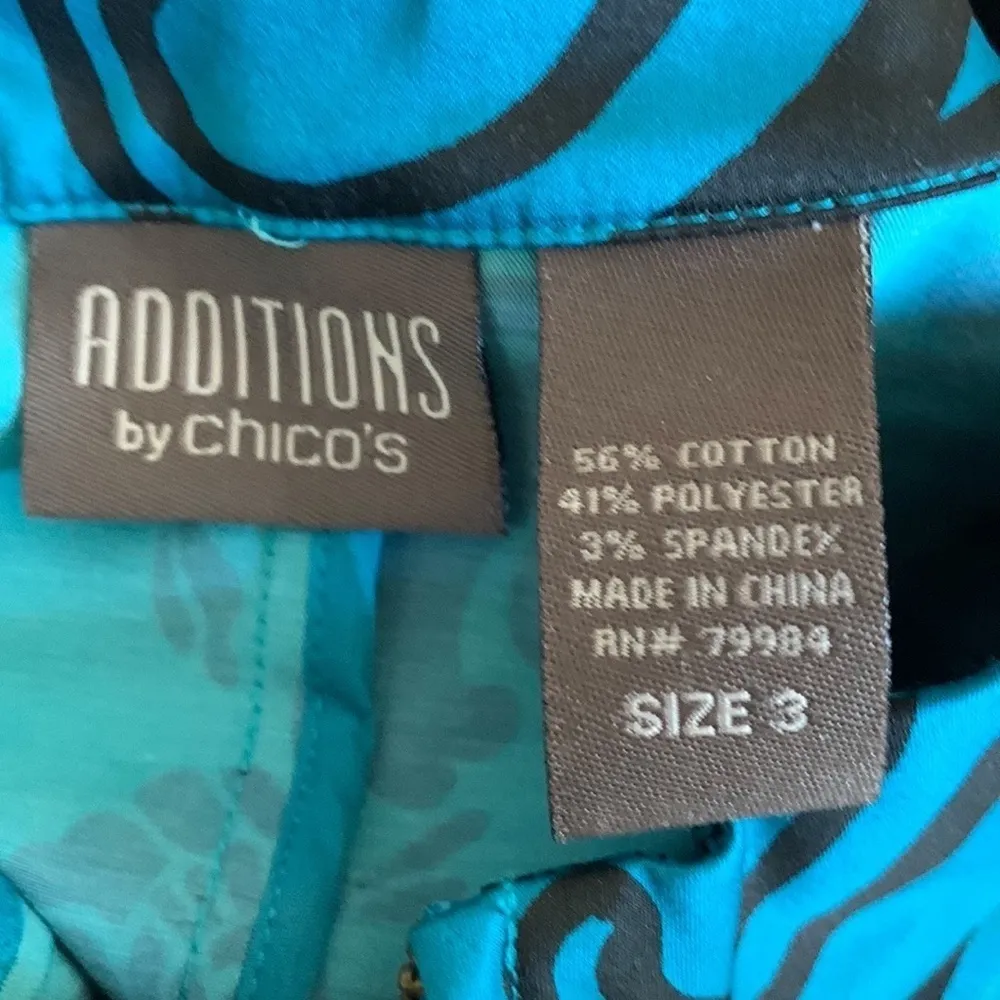 ADDITIONS
by CHICO'S
56% COTTON
41% POLYESTER
3% SPANDEX
MADE IN CHINA
RN# 79984
SIZE 3